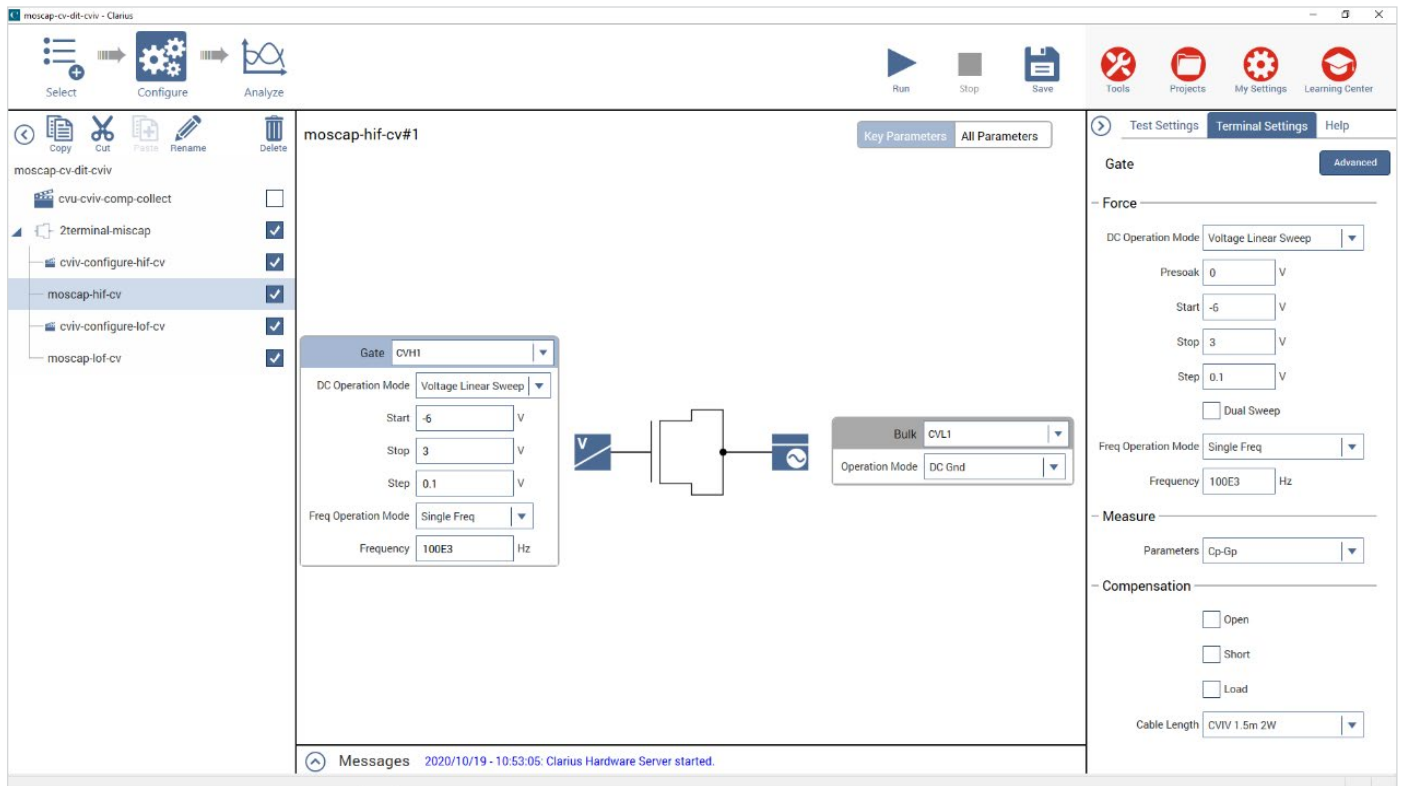 moscap-cv-dit-cviv - Clarius
Select
Configure
Analyze
Run
Stop
Save
Tools
Projects
My Settings
Learning Center
Copy
Cut
Paste
Rename
Delete
moscap-cv-dit-cviv
cvu-cviv-comp-collect
2terminal-miscap
cviv-configure-hif-cv
moscap-hif-cv
cviv-configure-lof-cv
moscap-lof-cv
moscap-hif-cv#1
Key Parameters
All Parameters
Gate CVH1
DC Operation Mode Voltage Linear Sweep
Start -6 V
Stop 3 V
Step 0.1 V
Freq Operation Mode Single Freq
Frequency 100E3 Hz
V
Bulk CVL1
Operation Mode DC Gnd
Messages 2020/10/19 - 10:53:05: Clarius Hardware Server started.
Test Settings
Terminal Settings
Help
Gate
Advanced
Force
DC Operation Mode Voltage Linear Sweep
Presoak 0 V
Start -6 V
Stop 3 V
Step 0.1 V
Dual Sweep
Freq Operation Mode Single Freq
Frequency 100E3 Hz
Measure
Parameters Cp-Gp
Compensation
Open
Short
Load
Cable Length CVIV 1.5m 2W